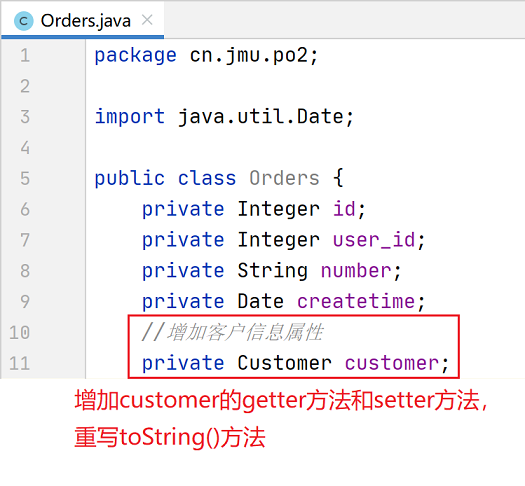 Orders.java
1 package cn.jmu.po2;
2
3 import java.util.Date;
4
5 public class Orders {
6 private Integer id;
7 private Integer user_id;
8 private String number;
9 private Date createtime;
10 //增加客户信息属性
11 private Customer customer;
增加customer的getter方法和setter方法，
重写toString()方法